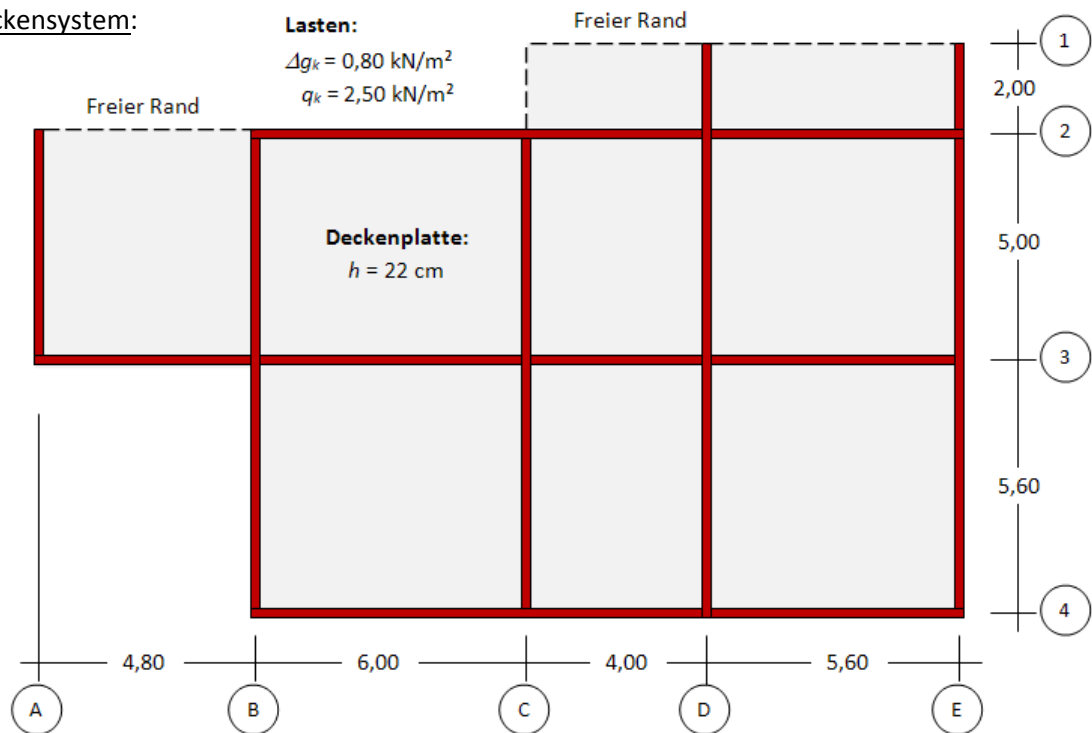 ckensystem:
Lasten:
Δgₖ = 0,80 kN/m²
qₖ = 2,50 kN/m²
Freier Rand
Freier Rand
Deckenplatte:
h = 22 cm
1
2,00
2
5,00
3
5,60
4
4,80
6,00
4,00
5,60
A
B
C
D
E